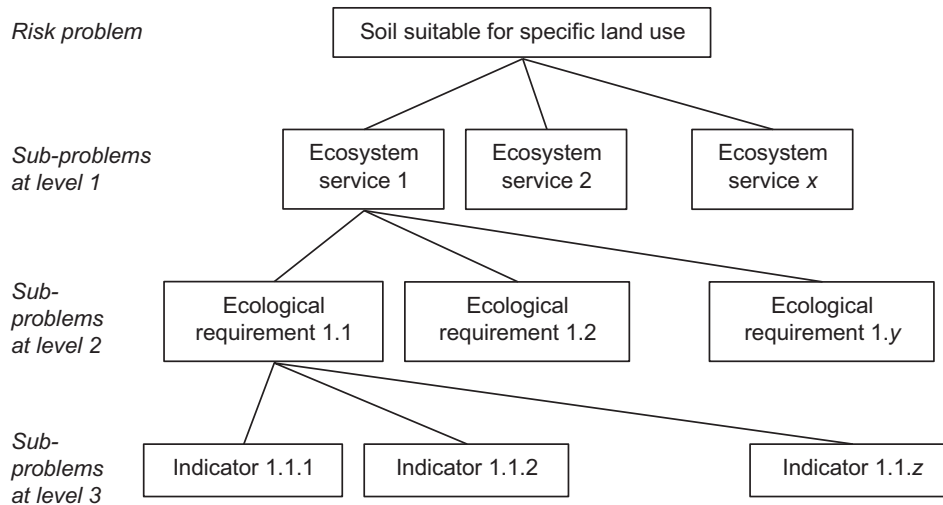 Risk problem
Soil suitable for specific land use
Sub-problems
at level 1
Ecosystem
service 1
Ecosystem
service 2
Ecosystem
service x
Sub-
problems
at level 2
Ecological
requirement 1.1
Ecological
requirement 1.2
Ecological
requirement 1.y
Sub-
problems
at level 3
Indicator 1.1.1
Indicator 1.1.2
Indicator 1.1.z